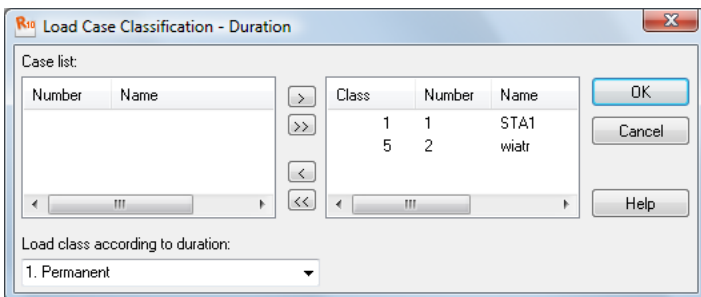 R10 Load Case Classification - Duration
Case list:
Number Name
Class Number Name
1 1 STA1
5 2 wiatr
> 
>>
<
<<
OK
Cancel
Help
Load class according to duration:
1. Permanent